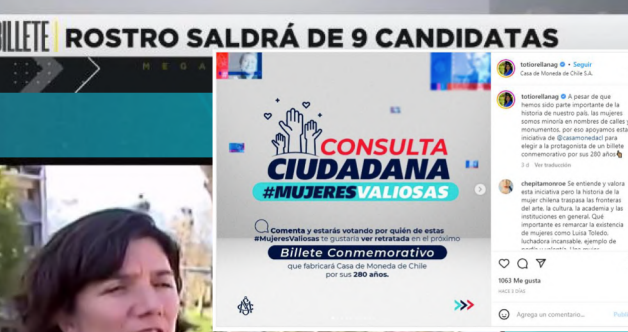 BILLETE ROSTRO SALDRÁ DE 9 CANDIDATAS
MEGA
CONSULTA
CIUDADANA
#MUJERESVALIOSAS
Comenta y estarás votando por quién de estas
#MujeresValiosas te gustaría ver retratada en el próximo
Billete Conmemorativo
que fabricará Casa de Moneda de Chile
por sus 280 años.
totiorellanag • Seguir
Casa de Moneda de Chile S.A.
totiorellanag A pesar de que
hemos sido parte importante de la
historia de nuestro país, las mujeres
somos minoría en nombres de calles y
monumentos, por eso apoyamos esta
iniciativa de @casamonedacl para
elegir a la protagonista de un billete
conmemorativo por sus 280 años
3 d Ver traducción
chepitamonroe Se entiende y valora
esta iniciativa pero la historia de la
mujer chilena traspasa las fronteras
del arte, la cultura, la academia y las
instituciones en general. Qué
importante es remarcar la existencia
de mujeres como Luisa Toledo,
luchadora incansable, ejemplo de
1063 Me gusta
HACE 3 DÍAS
Agrega un comentario...